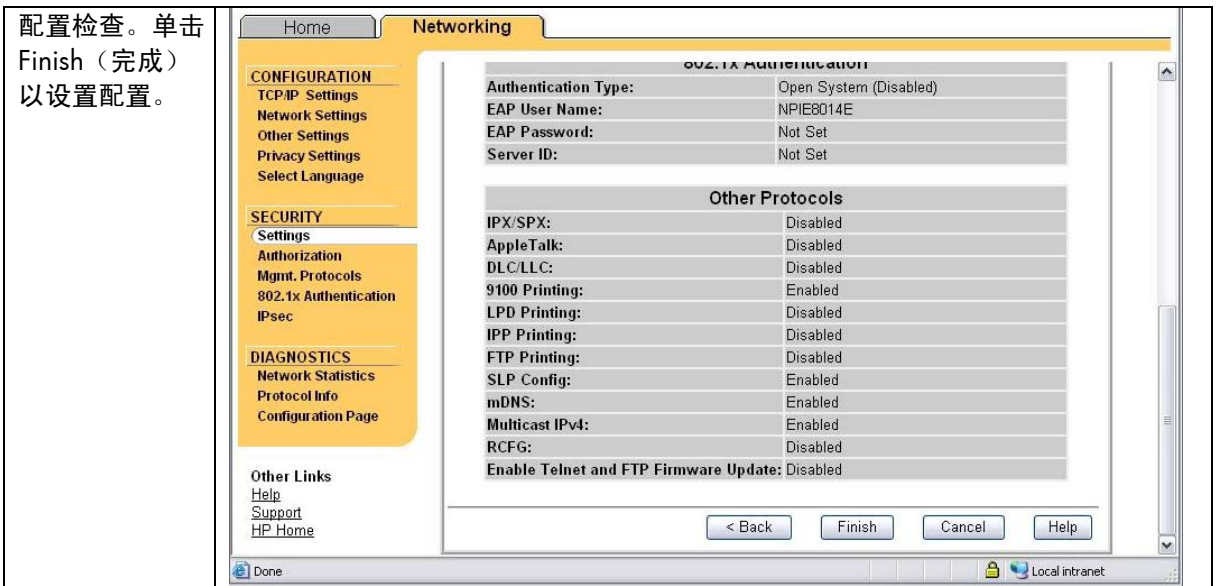 配置检查。单击
Finish（完成）
以设置配置。
Home
Networking
CONFIGURATION
TCP/IP Settings
Network Settings
Other Settings
Privacy Settings
Select Language
SECURITY
Settings
Authorization
Mgmt. Protocols
802.1x Authentication
IPsec
DIAGNOSTICS
Network Statistics
Protocol Info
Configuration Page
Other Links
Help
Support
HP Home
802.1x Authentication
Authentication Type: Open System (Disabled)
EAP User Name: NPIE8014E
EAP Password: Not Set
Server ID: Not Set
Other Protocols
IPX/SPX: Disabled
AppleTalk: Disabled
DLC/LLC: Disabled
9100 Printing: Enabled
LPD Printing: Disabled
IPP Printing: Disabled
FTP Printing: Disabled
SLP Config: Enabled
mDNS: Enabled
Multicast IPv4: Enabled
RCFG: Disabled
Enable Telnet and FTP Firmware Update: Disabled
< Back Finish Cancel Help
Done Local intranet